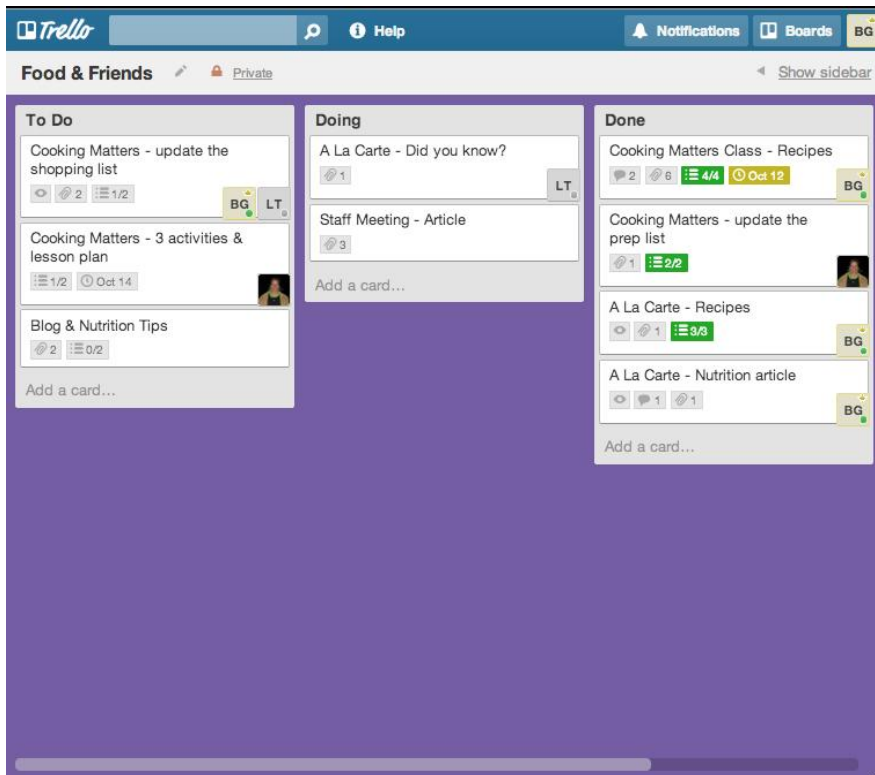 Trello
Help
Notifications
Boards
BG
Food & Friends
Private
Show sidebar
To Do
Cooking Matters - update the
shopping list
2 1/2
BG LT
Cooking Matters - 3 activities &
lesson plan
1/2 Oct 14
Blog & Nutrition Tips
2 0/2
Add a card...
Doing
A La Carte - Did you know?
1
LT
Staff Meeting - Article
3
Add a card...
Done
Cooking Matters Class - Recipes
2 6 4/4 Oct 12
BG
Cooking Matters - update the
prep list
1 2/2
A La Carte - Recipes
1 3/3
BG
A La Carte - Nutrition article
1 1
BG
Add a card...